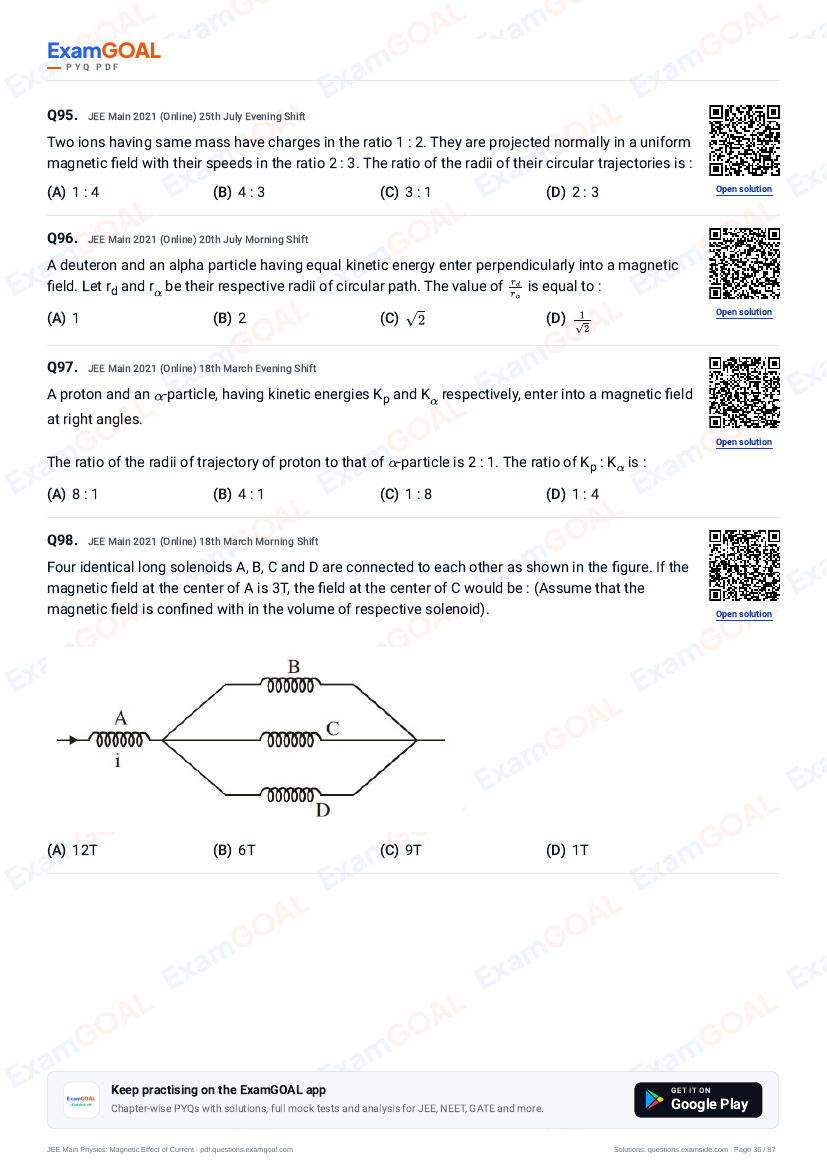 ExamGOAL
PYQ PDF
Q95. JEE Main 2021 (Online) 25th July Evening Shift
Two ions having same mass have charges in the ratio 1 : 2. They are projected normally in a uniform
magnetic field with their speeds in the ratio 2 : 3. The ratio of the radii of their circular trajectories is :
(A) 1 : 4 (B) 4 : 3 (C) 3 : 1 (D) 2 : 3
Open solution
Q96. JEE Main 2021 (Online) 20th July Morning Shift
A deuteron and an alpha particle having equal kinetic energy enter perpendicularly into a magnetic
field. Let r_d and r_α be their respective radii of circular path. The value of r_d/r_α is equal to :
(A) 1 (B) 2 (C) √2 (D) 1/√2
Open solution
Q97. JEE Main 2021 (Online) 18th March Evening Shift
A proton and an α-particle, having kinetic energies K_p and K_α respectively, enter into a magnetic field
at right angles.
The ratio of the radii of trajectory of proton to that of α-particle is 2 : 1. The ratio of K_p : K_α is :
(A) 8 : 1 (B) 4 : 1 (C) 1 : 8 (D) 1 : 4
Open solution
Q98. JEE Main 2021 (Online) 18th March Morning Shift
Four identical long solenoids A, B, C and D are connected to each other as shown in the figure. If the
magnetic field at the center of A is 3T, the field at the center of C would be : (Assume that the
magnetic field is confined with in the volume of respective solenoid).
Open solution
B
A
C
i
D
(A) 12T (B) 6T (C) 9T (D) 1T
Keep practising on the ExamGOAL app
Chapter-wise PYQs with solutions, full mock tests and analysis for JEE, NEET, GATE and more.
ExamGOAL
GET IT ON
Google Play
JEE Main Physics: Magnetic Effect of Current · pdf.questions.examgoal.com
Solutions: questions.examside.com · Page 36 / 87